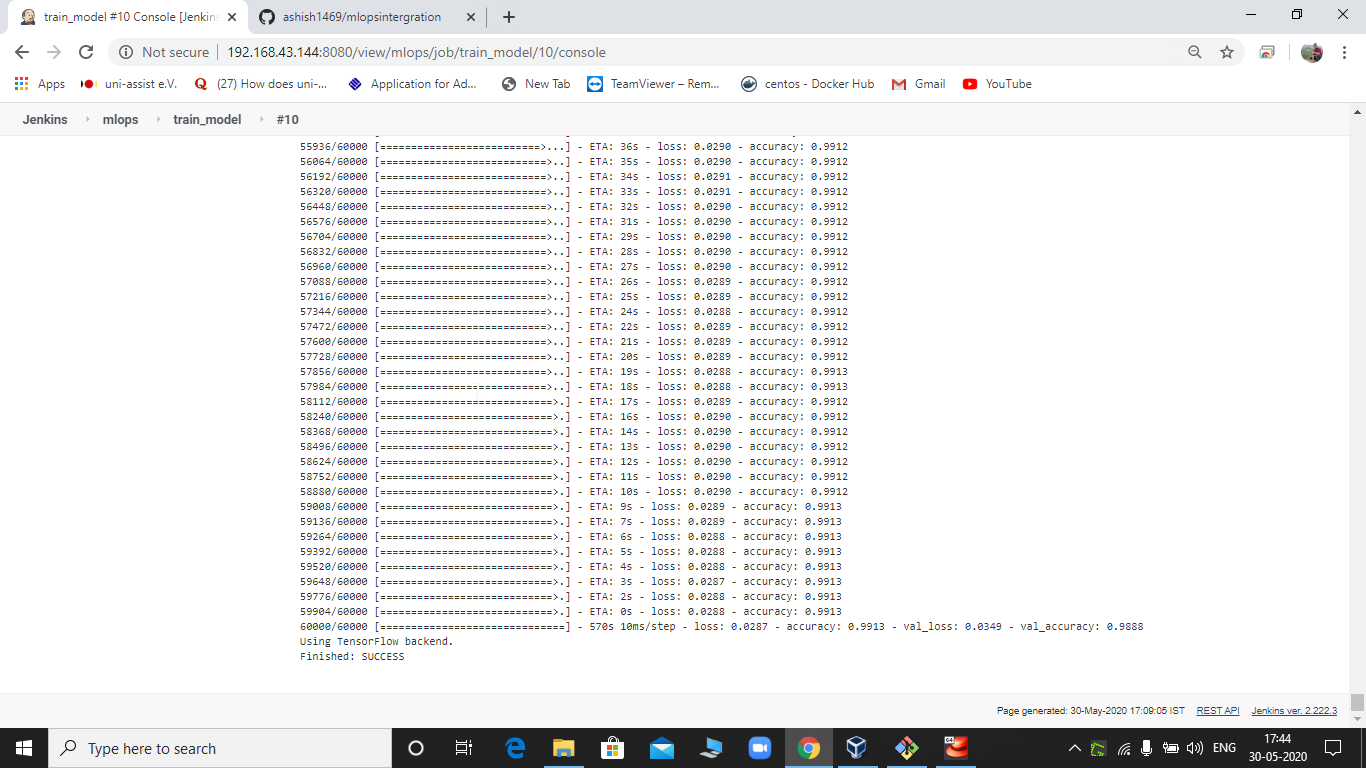 train_model #10 Console [Jenkins
ashish1469/mlopsintergration
Not secure
192.168.43.144:8080/view/mlops/job/train_model/10/console
Apps
uni-assist e.V.
(27) How does uni-...
Application for Ad...
New Tab
TeamViewer – Rem...
centos - Docker Hub
Gmail
YouTube
Jenkins
mlops
train_model
#10
55936/60000 [==========================>...] - ETA: 36s - loss: 0.0290 - accuracy: 0.9912
56064/60000 [===========================>..] - ETA: 35s - loss: 0.0290 - accuracy: 0.9912
56192/60000 [===========================>..] - ETA: 34s - loss: 0.0291 - accuracy: 0.9912
56320/60000 [===========================>..] - ETA: 33s - loss: 0.0291 - accuracy: 0.9912
56448/60000 [===========================>..] - ETA: 32s - loss: 0.0290 - accuracy: 0.9912
56576/60000 [===========================>..] - ETA: 31s - loss: 0.0290 - accuracy: 0.9912
56704/60000 [===========================>..] - ETA: 29s - loss: 0.0290 - accuracy: 0.9912
56832/60000 [===========================>..] - ETA: 28s - loss: 0.0290 - accuracy: 0.9912
56960/60000 [===========================>..] - ETA: 27s - loss: 0.0290 - accuracy: 0.9912
57088/60000 [===========================>..] - ETA: 26s - loss: 0.0289 - accuracy: 0.9912
57216/60000 [===========================>..] - ETA: 25s - loss: 0.0289 - accuracy: 0.9912
57344/60000 [===========================>..] - ETA: 24s - loss: 0.0288 - accuracy: 0.9912
57472/60000 [===========================>..] - ETA: 22s - loss: 0.0289 - accuracy: 0.9912
57600/60000 [===========================>..] - ETA: 21s - loss: 0.0289 - accuracy: 0.9912
57728/60000 [===========================>..] - ETA: 20s - loss: 0.0289 - accuracy: 0.9912
57856/60000 [===========================>..] - ETA: 19s - loss: 0.0288 - accuracy: 0.9913
57984/60000 [===========================>..] - ETA: 18s - loss: 0.0288 - accuracy: 0.9913
58112/60000 [============================>.] - ETA: 17s - loss: 0.0289 - accuracy: 0.9912
58240/60000 [============================>.] - ETA: 16s - loss: 0.0290 - accuracy: 0.9912
58368/60000 [============================>.] - ETA: 14s - loss: 0.0290 - accuracy: 0.9912
58496/60000 [============================>.] - ETA: 13s - loss: 0.0290 - accuracy: 0.9912
58624/60000 [============================>.] - ETA: 12s - loss: 0.0290 - accuracy: 0.9912
58752/60000 [============================>.] - ETA: 11s - loss: 0.0290 - accuracy: 0.9912
58880/60000 [============================>.] - ETA: 10s - loss: 0.0290 - accuracy: 0.9912
59008/60000 [============================>.] - ETA: 9s - loss: 0.0289 - accuracy: 0.9913
59136/60000 [============================>.] - ETA: 7s - loss: 0.0289 - accuracy: 0.9913
59264/60000 [============================>.] - ETA: 6s - loss: 0.0288 - accuracy: 0.9913
59392/60000 [============================>.] - ETA: 5s - loss: 0.0288 - accuracy: 0.9913
59520/60000 [============================>.] - ETA: 4s - loss: 0.0288 - accuracy: 0.9913
59648/60000 [============================>.] - ETA: 3s - loss: 0.0287 - accuracy: 0.9913
59776/60000 [============================>.] - ETA: 2s - loss: 0.0288 - accuracy: 0.9913
59904/60000 [============================>.] - ETA: 0s - loss: 0.0288 - accuracy: 0.9913
60000/60000 [==============================] - 570s 10ms/step - loss: 0.0287 - accuracy: 0.9913 - val_loss: 0.0349 - val_accuracy: 0.9888
Using TensorFlow backend.
Finished: SUCCESS
Page generated: 30-May-2020 17:09:05 IST
REST API
Jenkins ver. 2.222.3
Type here to search
ENG
17:44
30-05-2020